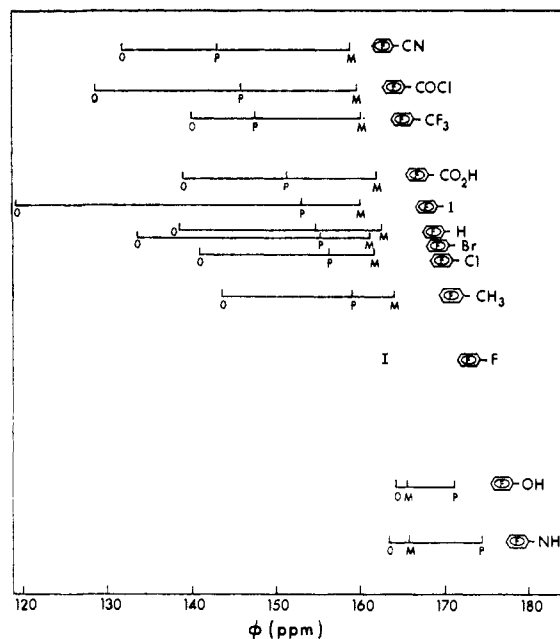 O P M F CN
O P M F COCl
O P M F CF3
O P M F CO2H
O P M F I
O M F H
O P M F Br
O P M F Cl
O P M F CH3
I F F
O M P F OH
O M P F NH
120 130 140 150 160 170 180
ϕ (ppm)